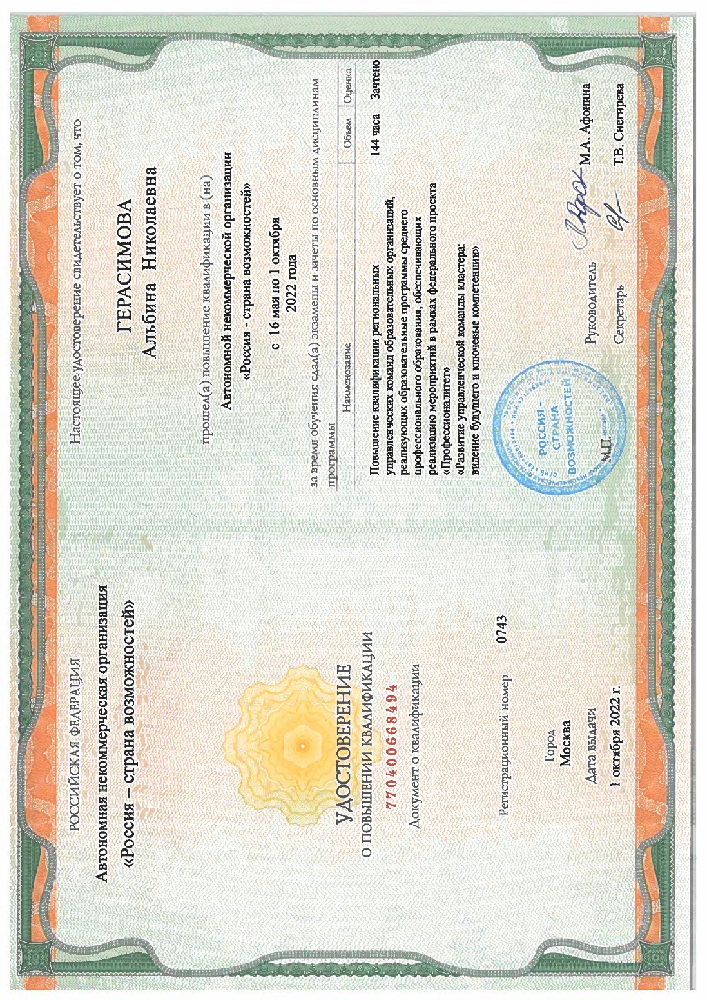 РОССИЙСКАЯ ФЕДЕРАЦИЯ
Автономная некоммерческая организация
«Россия – страна возможностей»
УДОСТОВЕРЕНИЕ
О ПОВЫШЕНИИ КВАЛИФИКАЦИИ
770400668494
Документ о квалификации
Регистрационный номер 0743
Город
Москва
Дата выдачи
1 октября 2022 г.
Настоящее удостоверение свидетельствует о том, что
ГЕРАСИМОВА
Альбина Николаевна
прошел(а) повышение квалификации в (на)
Автономной некоммерческой организации
«Россия - страна возможностей»
с 16 мая по 1 октября
2022 года
за время обучения сдал(а) экзамены и зачеты по основным дисциплинам
программы
Наименование Объем Оценка
Повышение квалификации региональных 144 часа Зачтено
управленческих команд образовательных организаций,
реализующих образовательные программы среднего
профессионального образования, обеспечивающих
реализацию мероприятий в рамках федерального проекта
«Профессионалитет»
«Развитие управленческой команды кластера:
видение будущего и ключевые компетенции»
РОССИЯ -
СТРАНА
ВОЗМОЖНОСТЕЙ
М.П.
Руководитель М.А. Афонина
Секретарь Т.В. Снегирева